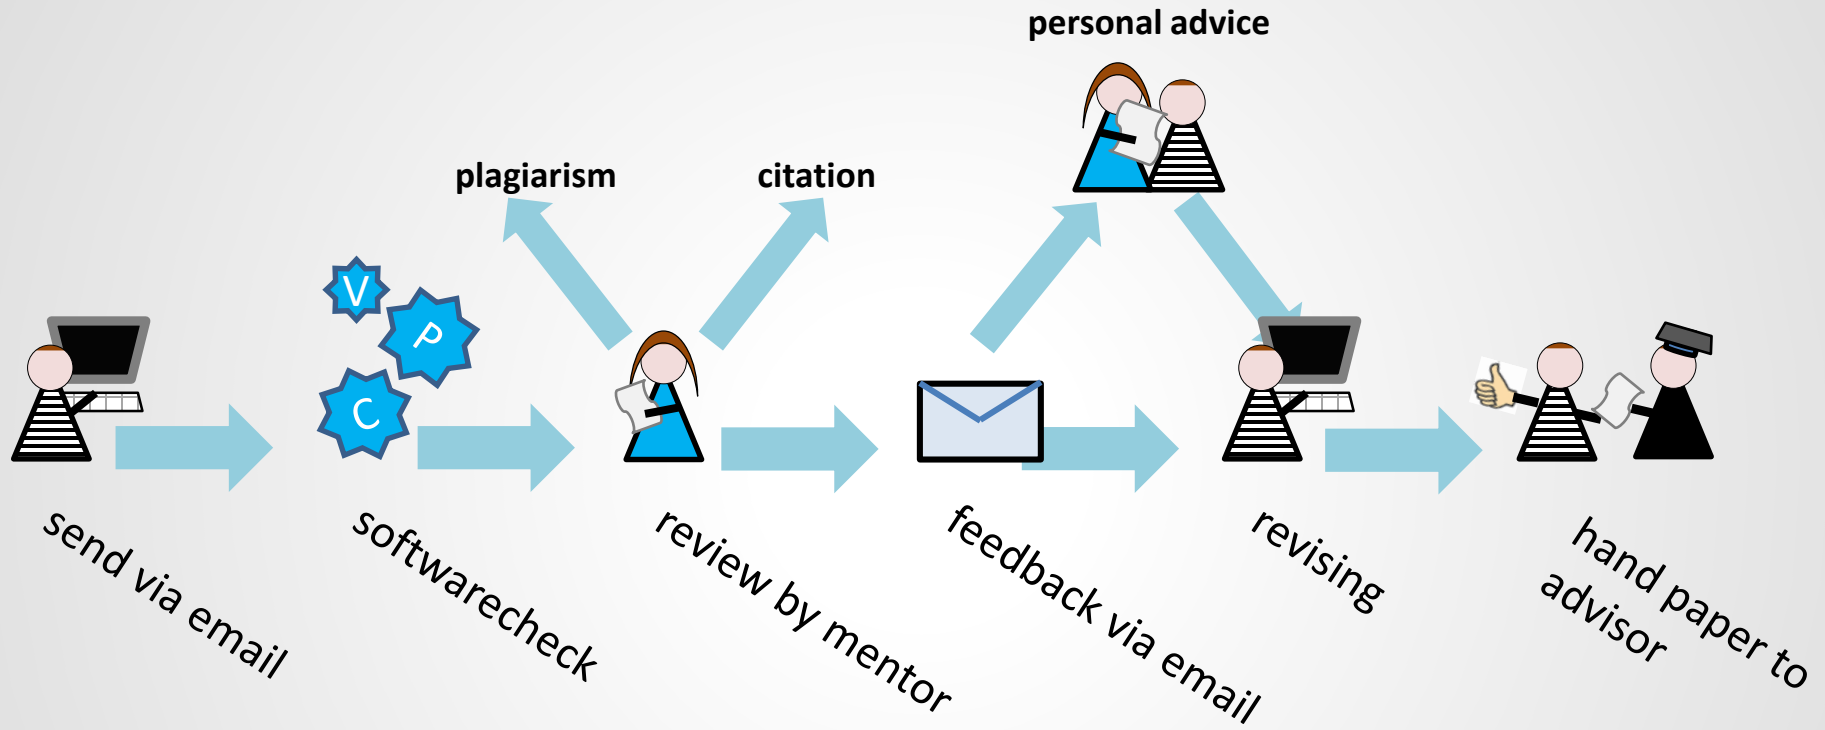 personal advice
plagiarism
citation
V
P
C
send via email
softwarecheck
review by mentor
feedback via email
revising
hand paper to
advisor